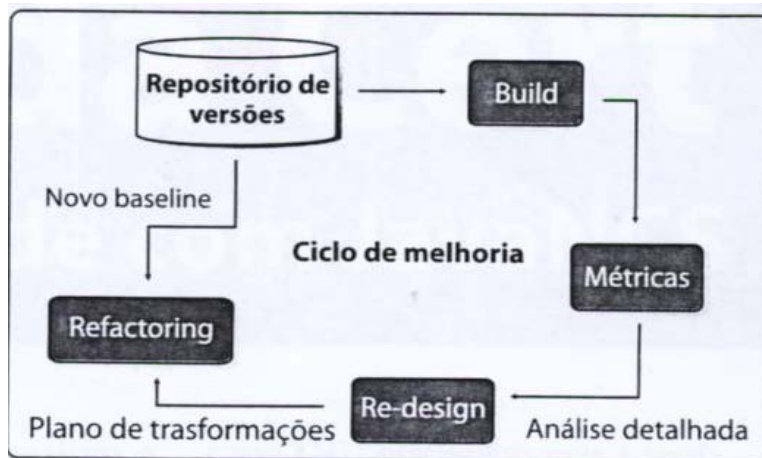 Repositório de
versões
Build
Novo baseline
Ciclo de melhoria
Métricas
Refactoring
Re-design
Plano de trasformações
Análise detalhada